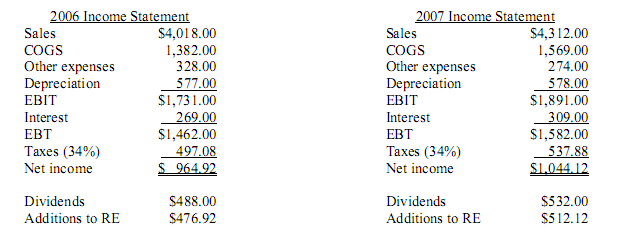 2006 Income Statement
Sales $4,018.00
COGS 1,382.00
Other expenses 328.00
Depreciation 577.00
EBIT $1,731.00
Interest 269.00
EBT $1,462.00
Taxes (34%) 497.08
Net income $ 964.92
Dividends $488.00
Additions to RE $476.92
2007 Income Statement
Sales $4,312.00
COGS 1,569.00
Other expenses 274.00
Depreciation 578.00
EBIT $1,891.00
Interest 309.00
EBT $1,582.00
Taxes (34%) 537.88
Net income $1,044.12
Dividends $532.00
Additions to RE $512.12